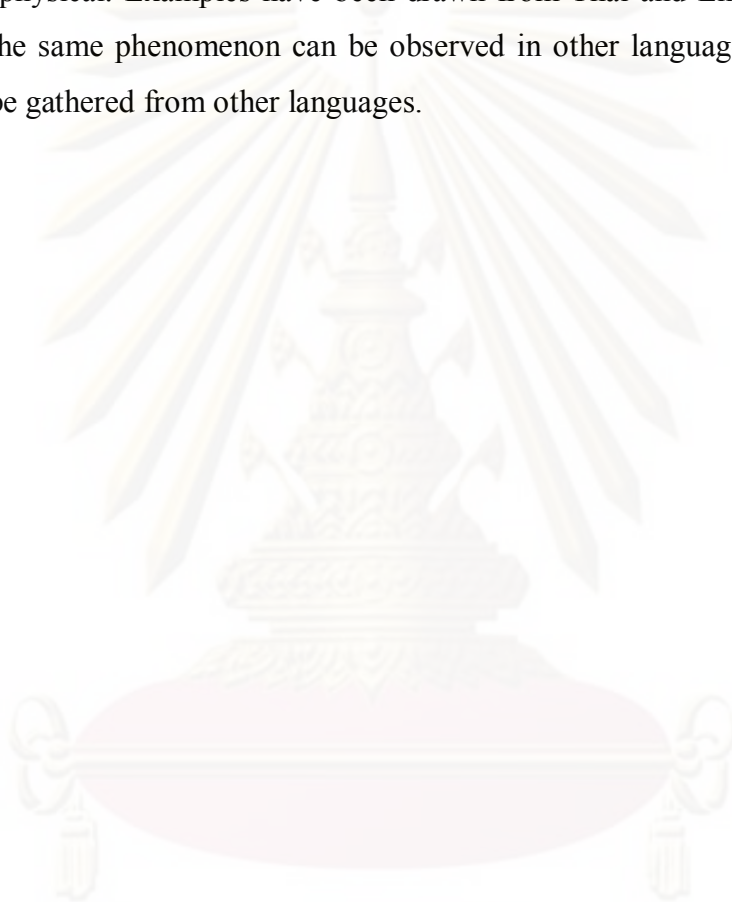 physical. Examples have been drawn from Thai and
he same phenomenon can be observed in other languag
be gathered from other languages.